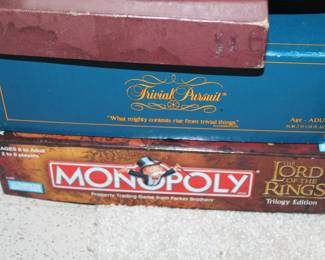 Trivial Pursuit®
"What mighty contests rise from trivial things."
Age - ADU
AGES 8 to Adult
2 to 6 players
MONOPOLY
Property Trading Game from Parker Brothers
THE
LORD
OF THE
RINGS
Trilogy Edition